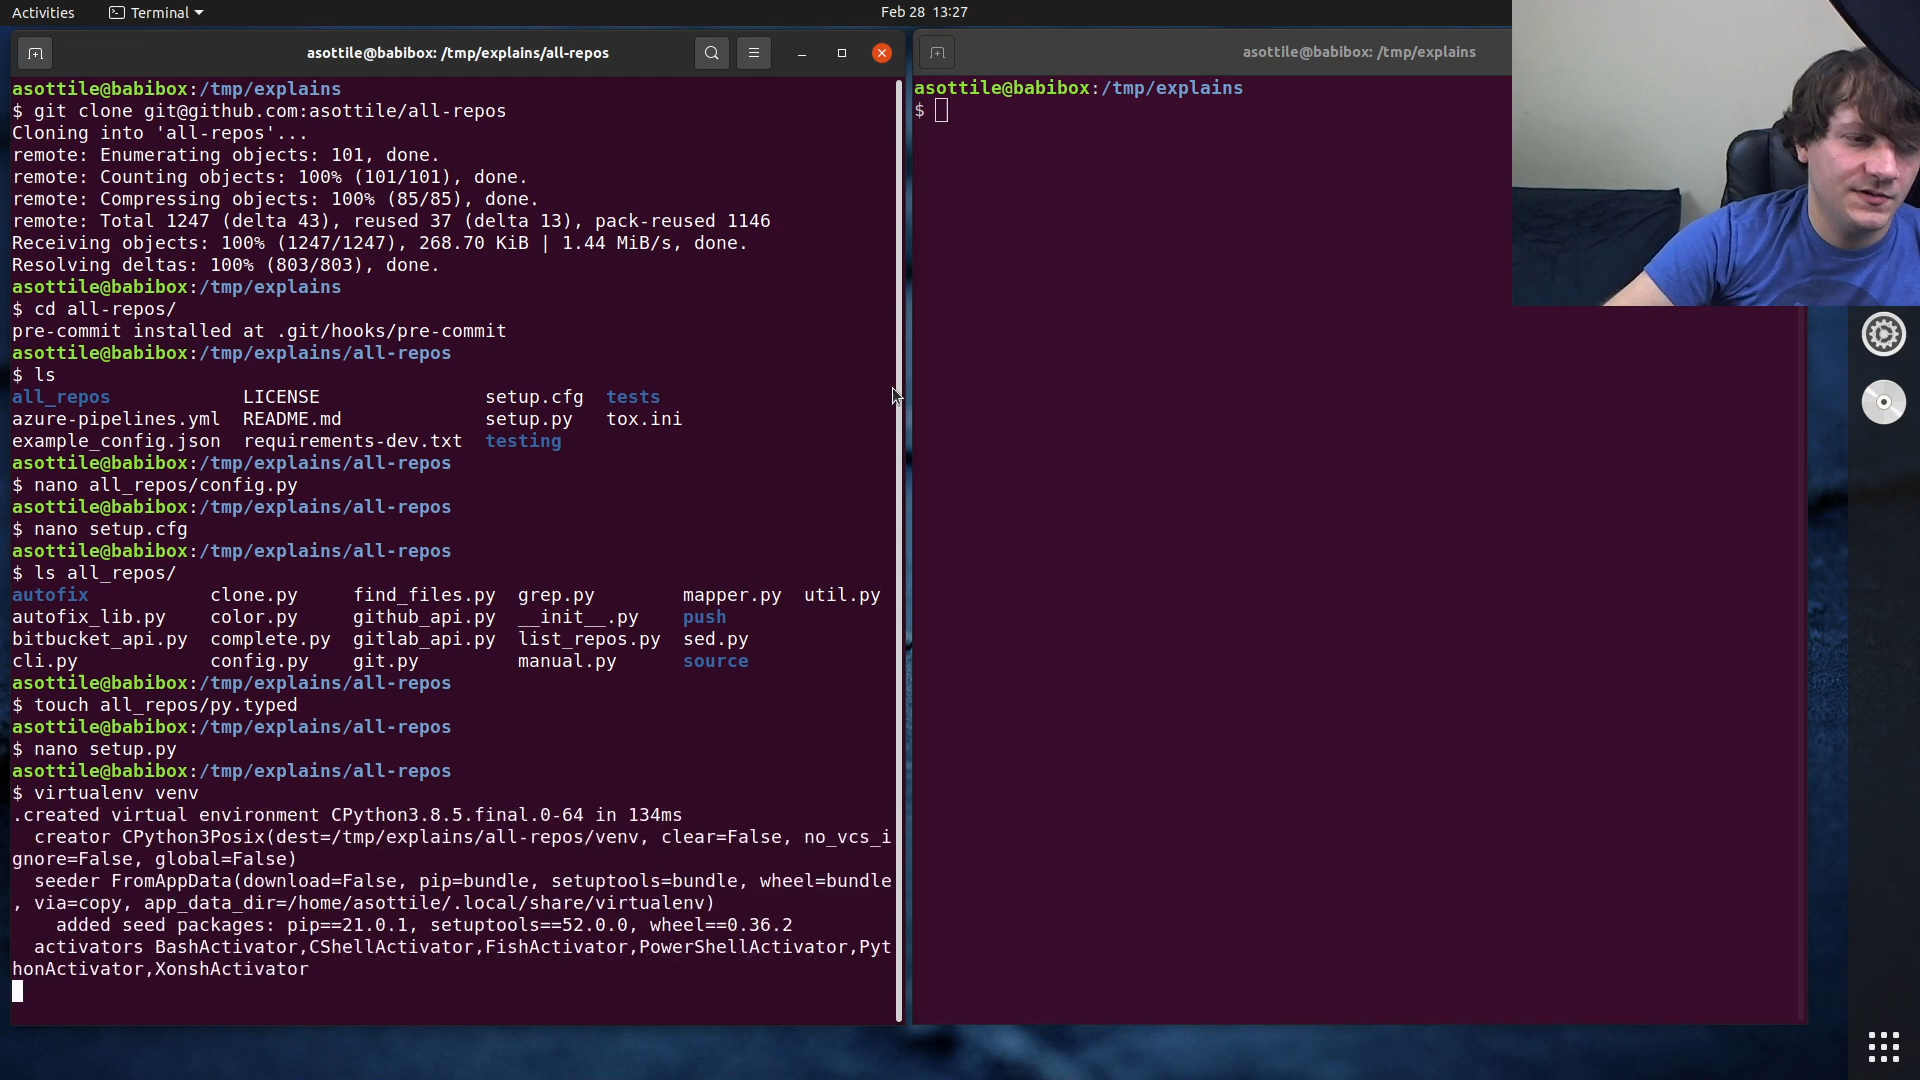 Activities Terminal Feb 28 13:27
asottile@babibox: /tmp/explains/all-repos
asottile@babibox:/tmp/explains
$ git clone git@github.com:asottile/all-repos
Cloning into 'all-repos'...
remote: Enumerating objects: 101, done.
remote: Counting objects: 100% (101/101), done.
remote: Compressing objects: 100% (85/85), done.
remote: Total 1247 (delta 43), reused 37 (delta 13), pack-reused 1146
Receiving objects: 100% (1247/1247), 268.70 KiB | 1.44 MiB/s, done.
Resolving deltas: 100% (803/803), done.
asottile@babibox:/tmp/explains
$ cd all-repos/
pre-commit installed at .git/hooks/pre-commit
asottile@babibox:/tmp/explains/all-repos
$ ls
all_repos LICENSE setup.cfg tests
azure-pipelines.yml README.md setup.py tox.ini
example_config.json requirements-dev.txt testing
asottile@babibox:/tmp/explains/all-repos
$ nano all_repos/config.py
asottile@babibox:/tmp/explains/all-repos
$ nano setup.cfg
asottile@babibox:/tmp/explains/all-repos
$ ls all_repos/
autofix clone.py find_files.py grep.py mapper.py util.py
autofix_lib.py color.py github_api.py __init__.py push
bitbucket_api.py complete.py gitlab_api.py list_repos.py sed.py
cli.py config.py git.py manual.py source
asottile@babibox:/tmp/explains/all-repos
$ touch all_repos/py.typed
asottile@babibox:/tmp/explains/all-repos
$ nano setup.py
asottile@babibox:/tmp/explains/all-repos
$ virtualenv venv
.created virtual environment CPython3.8.5.final.0-64 in 134ms
creator CPython3Posix(dest=/tmp/explains/all-repos/venv, clear=False, no_vcs_i
gnore=False, global=False)
seeder FromAppData(download=False, pip=bundle, setuptools=bundle, wheel=bundle
, via=copy, app_data_dir=/home/asottile/.local/share/virtualenv)
added seed packages: pip==21.0.1, setuptools==52.0.0, wheel==0.36.2
activators BashActivator,CShellActivator,FishActivator,PowerShellActivator,Pyt
honActivator,XonshActivator
asottile@babibox: /tmp/explains
asottile@babibox:/tmp/explains
$